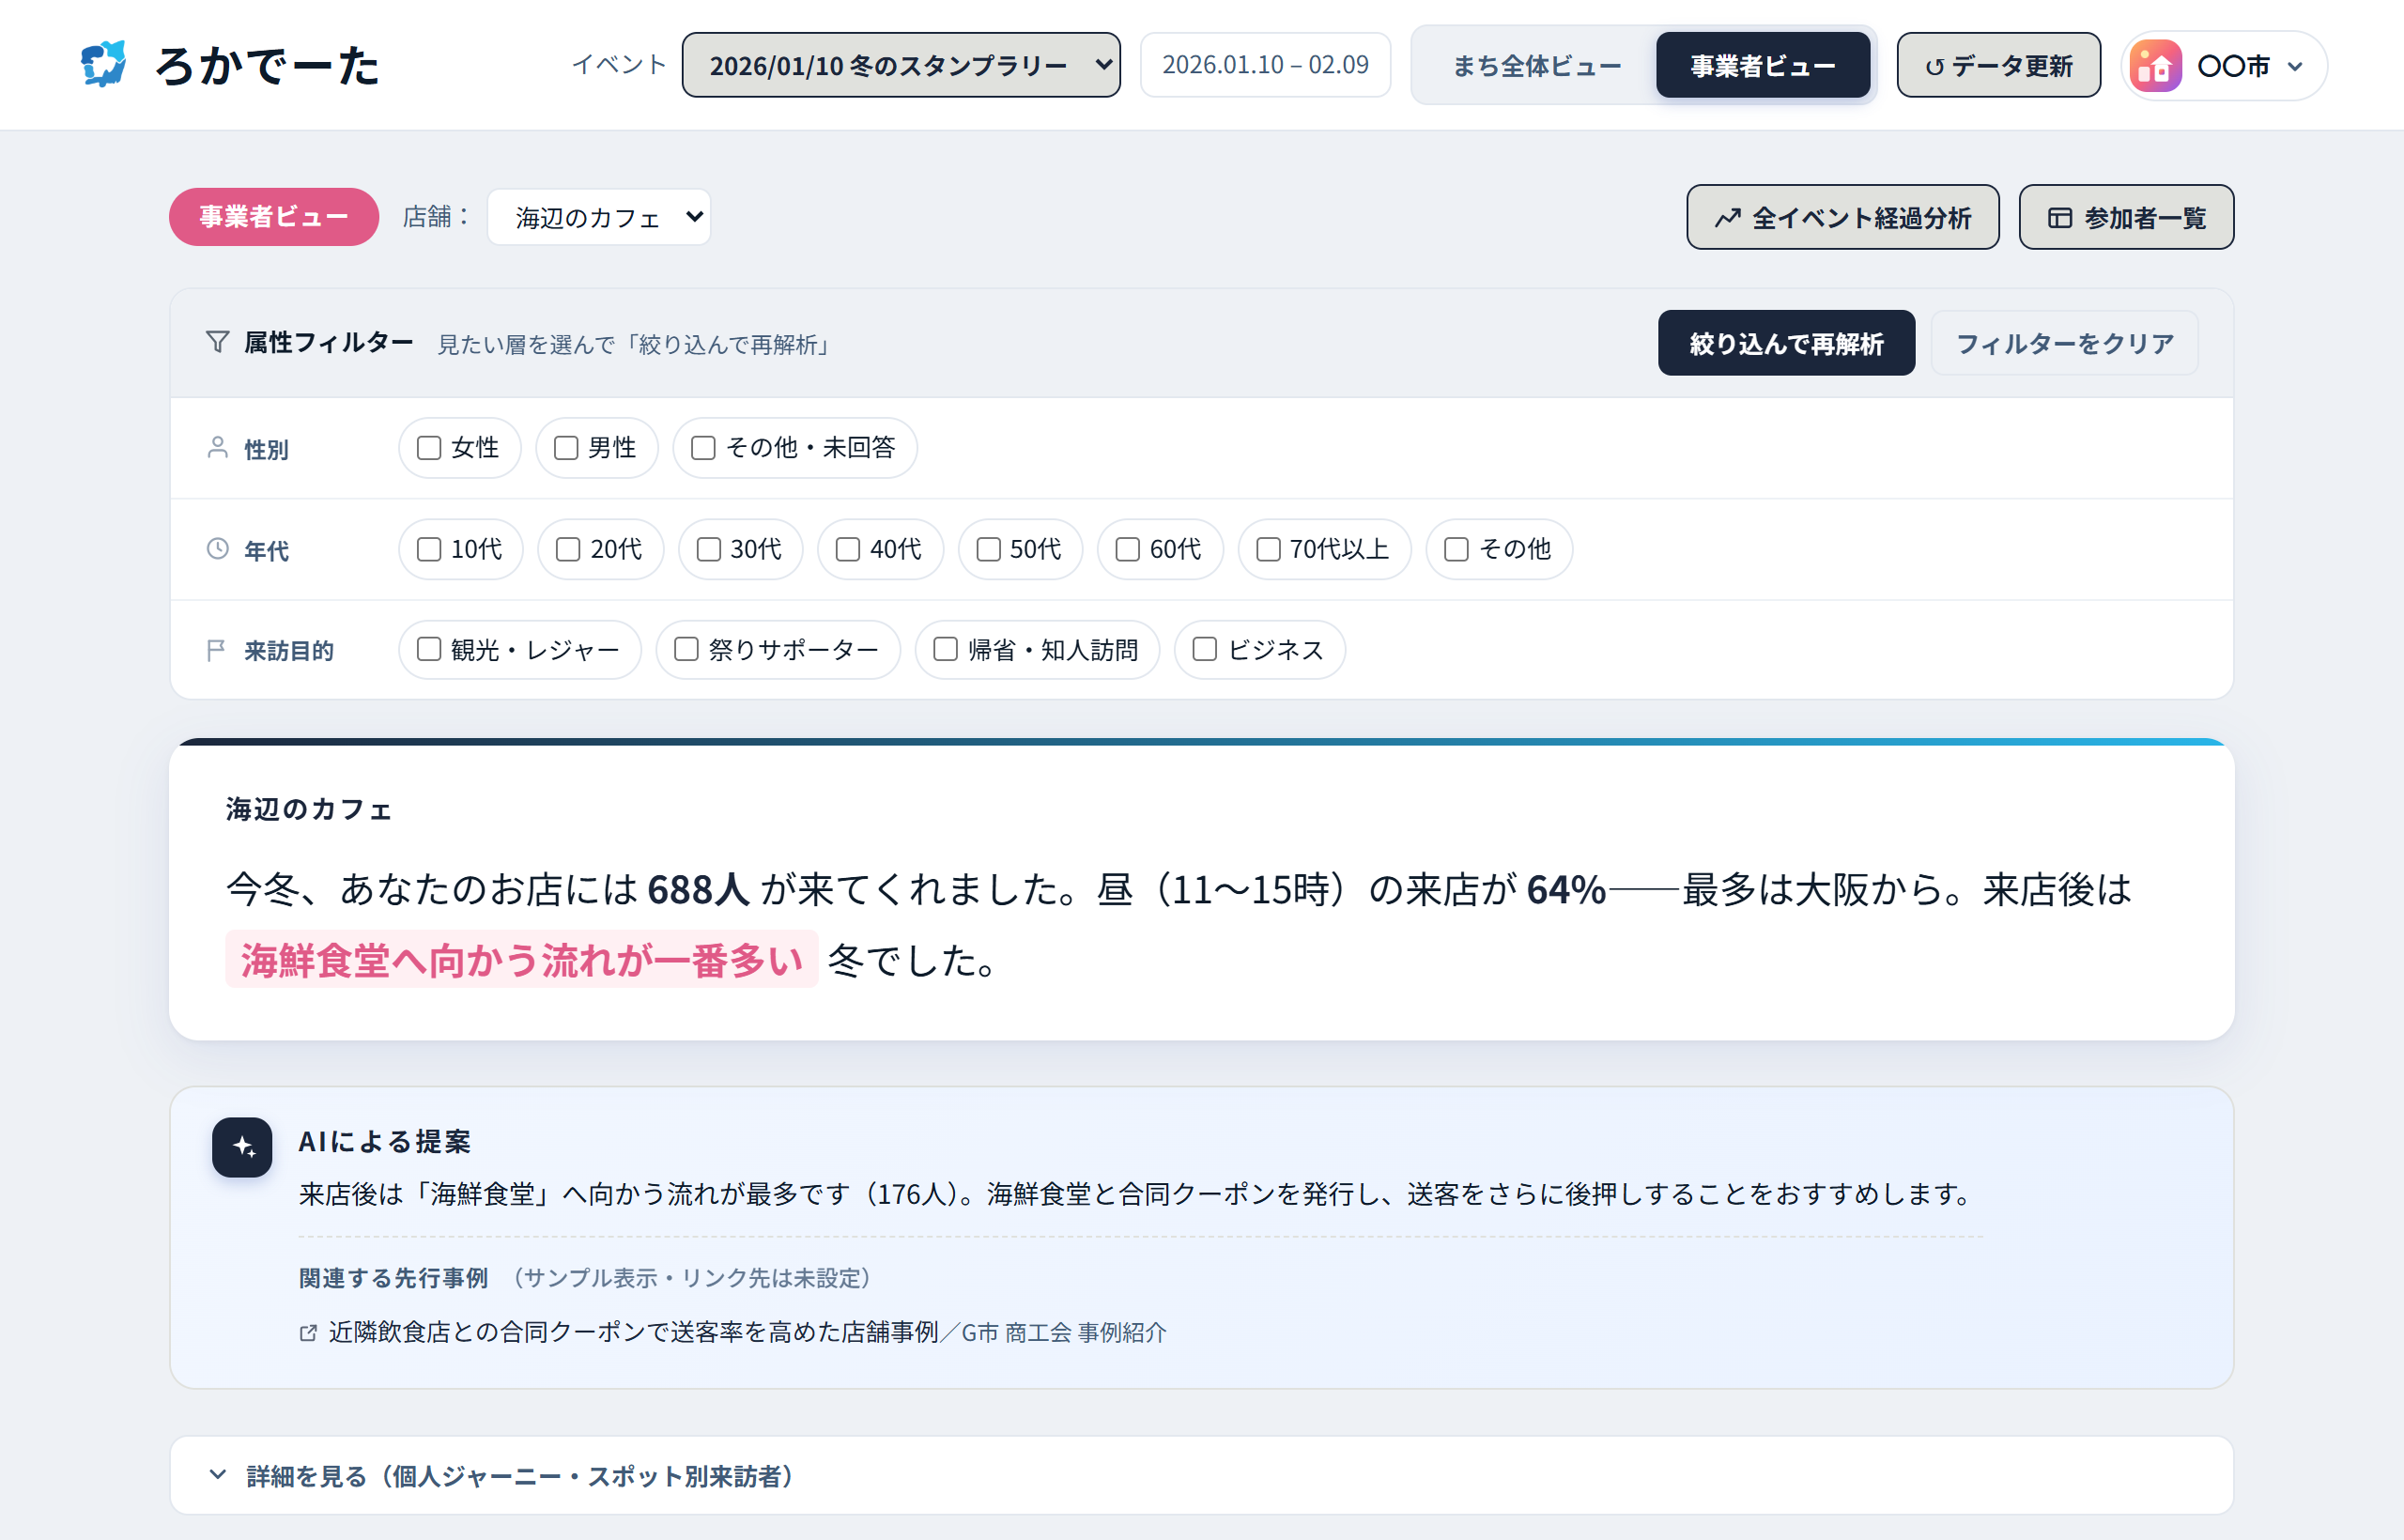 ろかでーた
イベント
2026/01/10 冬のスタンプラリー
2026.01.10 – 02.09
まち全体ビュー
事業者ビュー
↺ データ更新
〇〇市
事業者ビュー
店舗：
海辺のカフェ
全イベント経過分析
参加者一覧
属性フィルター
見たい層を選んで「絞り込んで再解析」
絞り込んで再解析
フィルターをクリア
性別
女性
男性
その他・未回答
年代
10代
20代
30代
40代
50代
60代
70代以上
その他
来訪目的
観光・レジャー
祭りサポーター
帰省・知人訪問
ビジネス
海辺のカフェ
今冬、あなたのお店には 688人 が来てくれました。昼（11〜15時）の来店が 64%――最多は大阪から。来店後は
海鮮食堂へ向かう流れが一番多い 冬でした。
AIによる提案
来店後は「海鮮食堂」へ向かう流れが最多です（176人）。海鮮食堂と合同クーポンを発行し、送客をさらに後押しすることをおすすめします。
関連する先行事例 （サンプル表示・リンク先は未設定）
近隣飲食店との合同クーポンで送客率を高めた店舗事例／G市 商工会 事例紹介
詳細を見る（個人ジャーニー・スポット別来訪者）